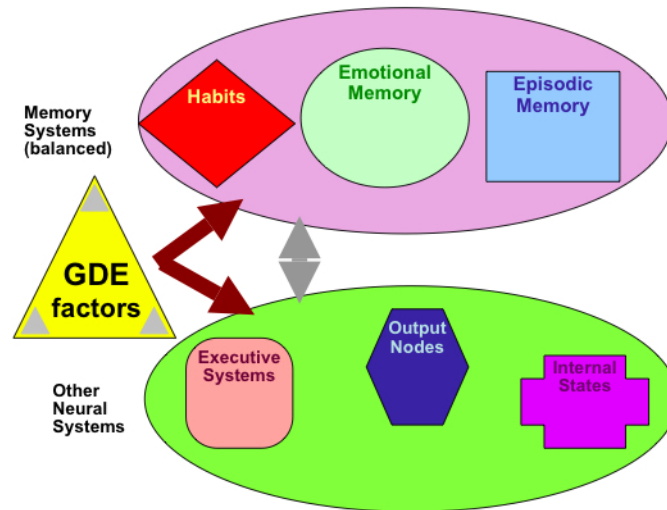 Habits
Emotional
Memory
Episodic
Memory
Memory
Systems
(balanced)
GDE
factors
Executive
Systems
Output
Nodes
Internal
States
Other
Neural
Systems